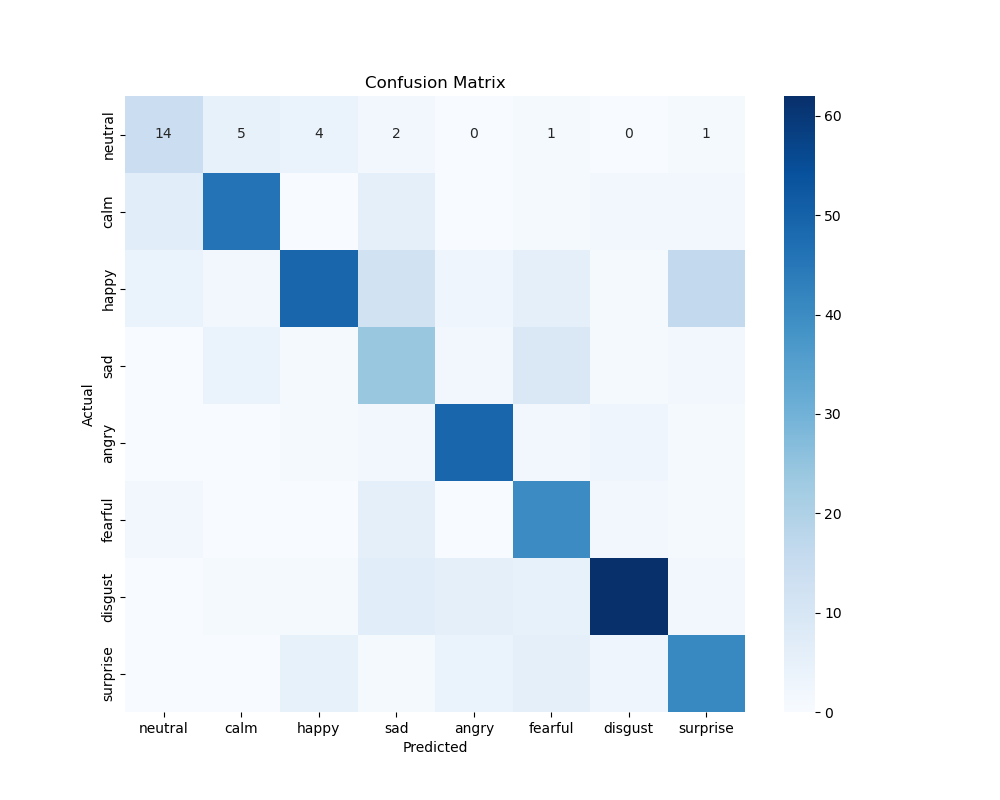 Confusion Matrix
neutral 14 5 4 2 0 1 0 1
calm
happy
sad
angry
fearful
disgust
surprise
Actual
neutral calm happy sad angry fearful disgust surprise
Predicted
60
50
40
30
20
10
0